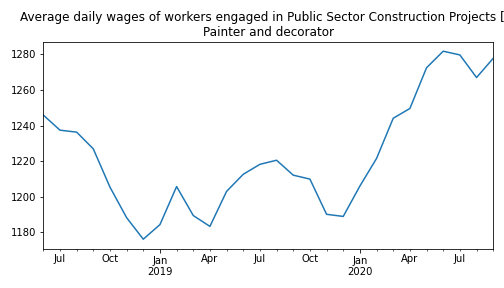 Average daily wages of workers engaged in Public Sector Construction Projects [
Painter and decorator
1280
1260
1240
1220
1200
1180
Jul
Oct
Jan
2019
Apr
Jul
Oct
Jan
2020
Apr
Jul